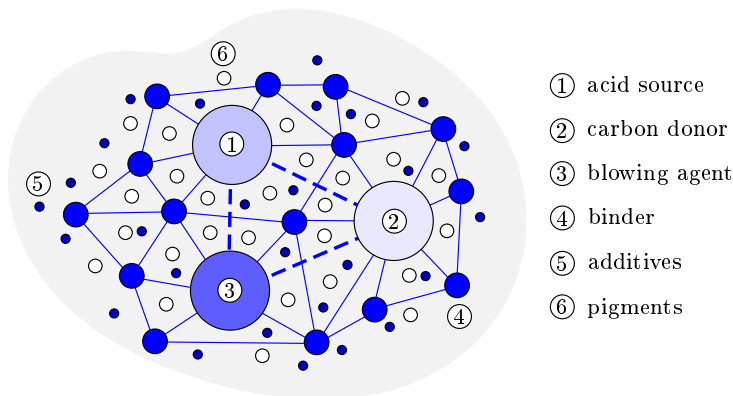 6
1
5
2
3
4
1 acid source
2 carbon donor
3 blowing agent
4 binder
5 additives
6 pigments